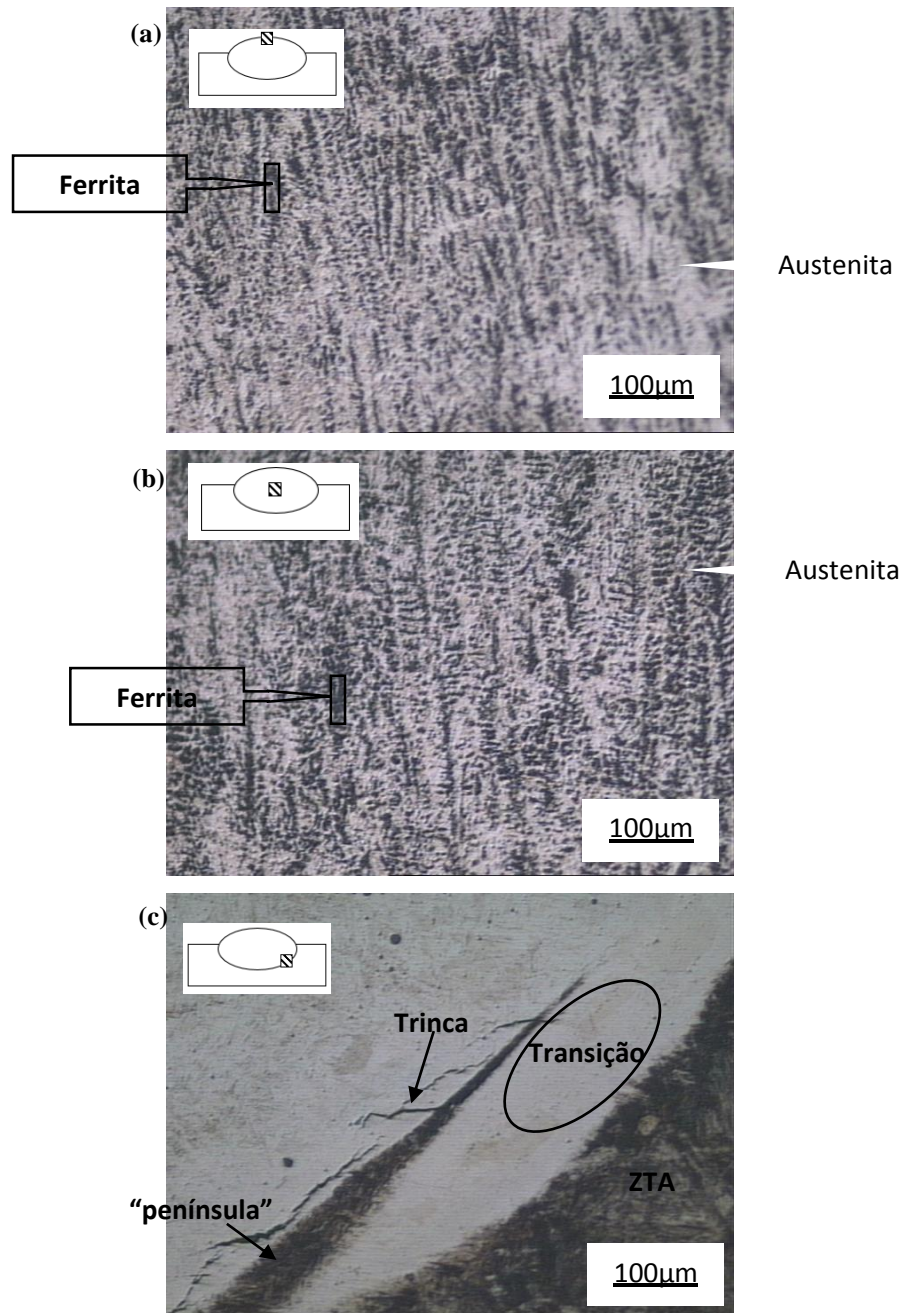 (a)
Ferrita
Austenita
100µm
(b)
Austenita
Ferrita
100µm
(c)
Trinca
Transição
ZTA
“península”
100µm